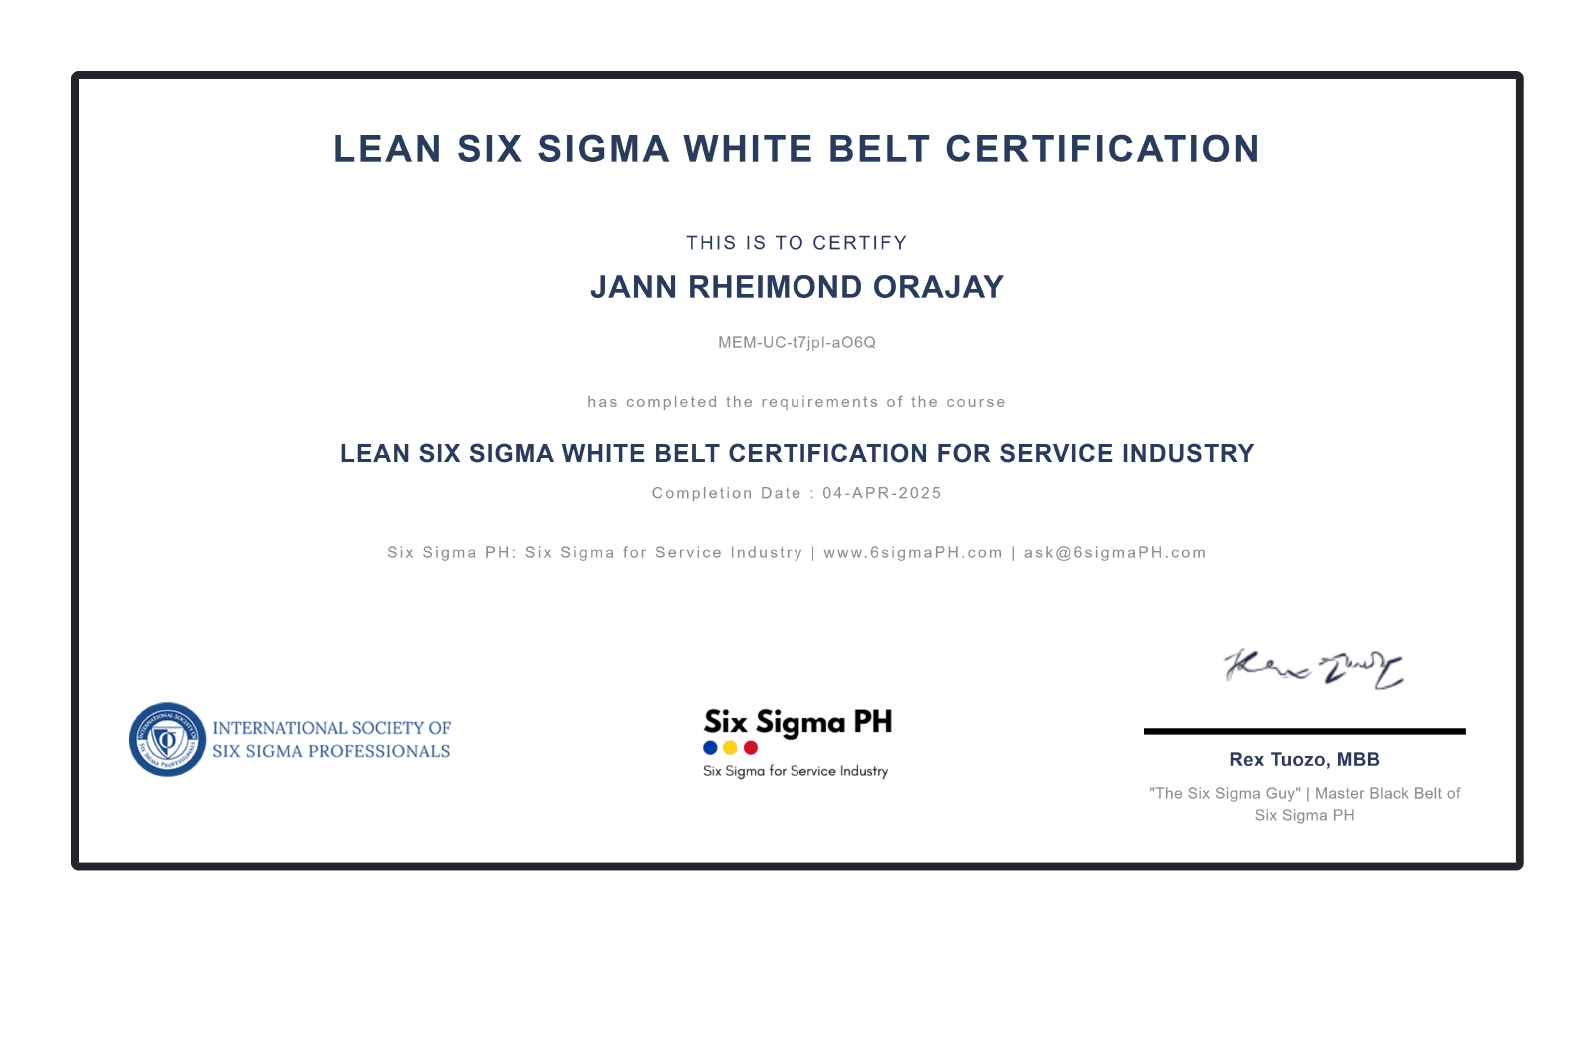 LEAN SIX SIGMA WHITE BELT CERTIFICATION
THIS IS TO CERTIFY
JANN RHEIMOND ORAJAY
MEM-UC-t7jpl-aO6Q
has completed the requirements of the course
LEAN SIX SIGMA WHITE BELT CERTIFICATION FOR SERVICE INDUSTRY
Completion Date : 04-APR-2025
Six Sigma PH: Six Sigma for Service Industry | www.6sigmaPH.com | ask@6sigmaPH.com
INTERNATIONAL SOCIETY OF
SIX SIGMA PROFESSIONALS
INTERNATIONAL SOCIETY OF
SIX SIGMA PROFESSIONALS
Six Sigma PH
Six Sigma for Service Industry
Rex Tuozo
Rex Tuozo, MBB
"The Six Sigma Guy" | Master Black Belt of
Six Sigma PH